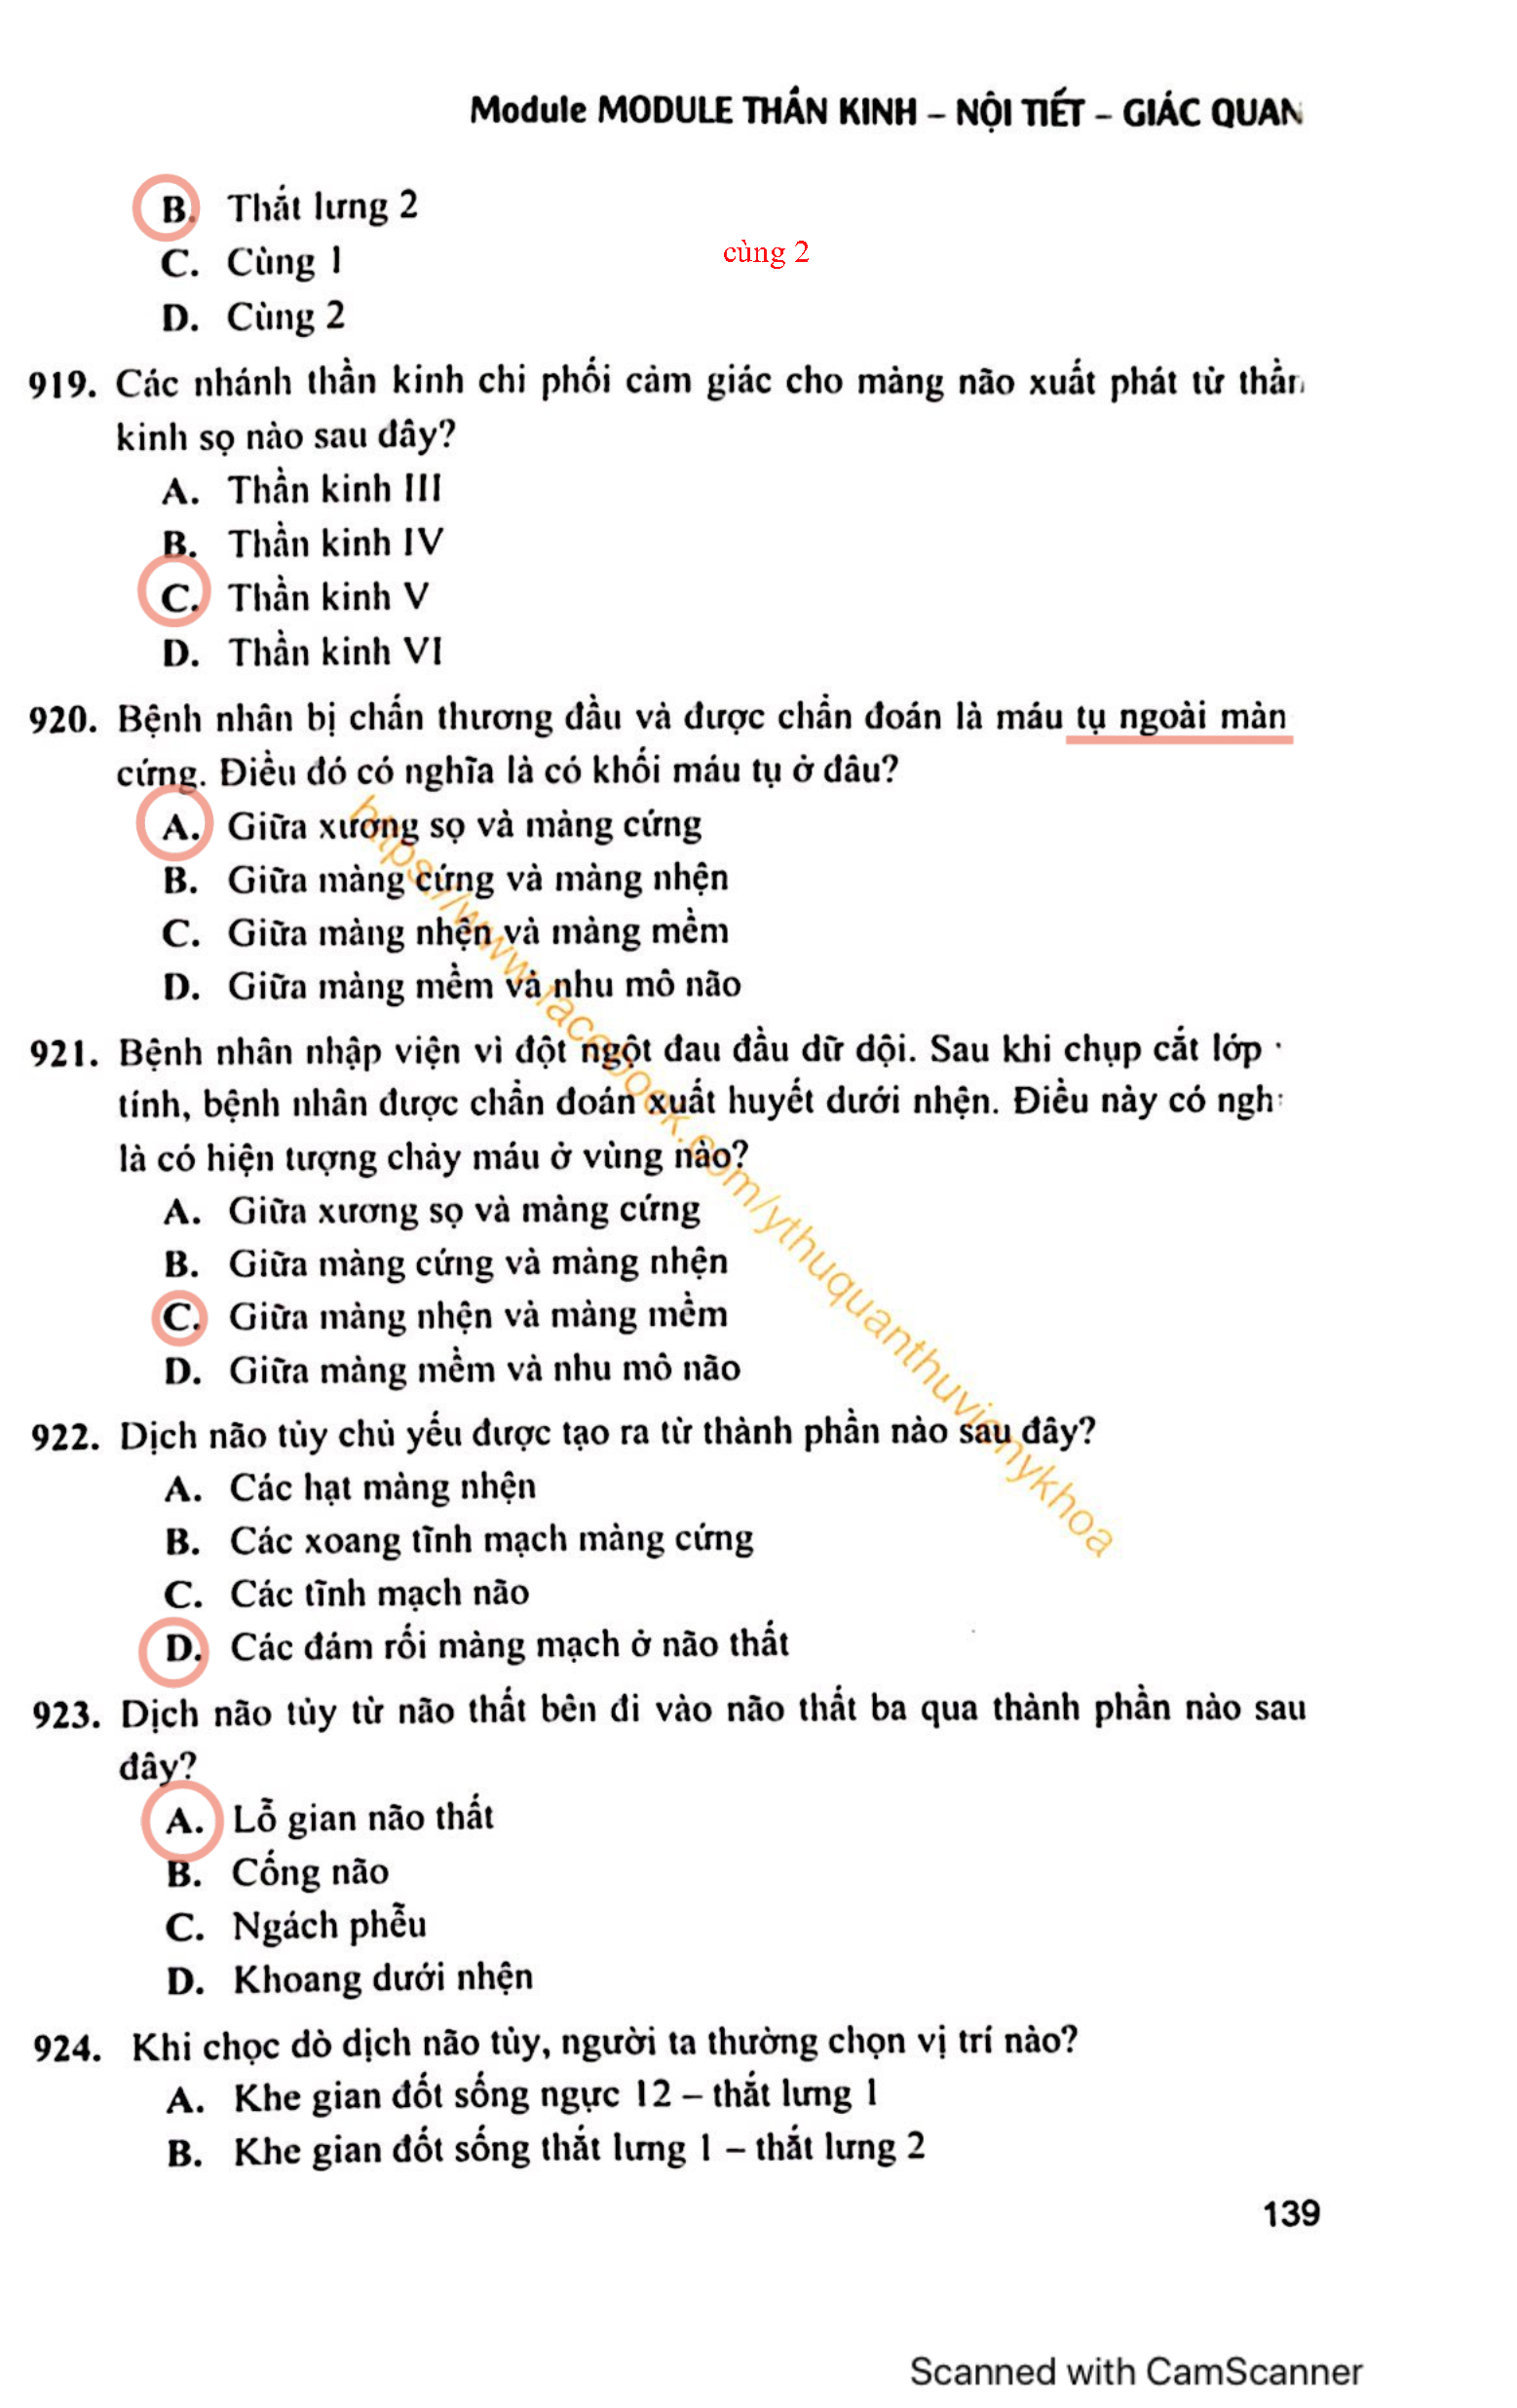 Module MODULE THẦN KINH – NỘI TIẾT – GIÁC QUAN
B. Thắt lưng 2
C. Cùng 1
cùng 2
D. Cùng 2
919. Các nhánh thần kinh chi phối cảm giác cho màng não xuất phát từ thần
kinh sọ nào sau đây?
A. Thần kinh III
B. Thần kinh IV
C. Thần kinh V
D. Thần kinh VI
920. Bệnh nhân bị chấn thương đầu và được chẩn đoán là máu tụ ngoài màn
cứng. Điều đó có nghĩa là có khối máu tụ ở đâu?
A. Giữa xương sọ và màng cứng
B. Giữa màng cứng và màng nhện
C. Giữa màng nhện và màng mềm
D. Giữa màng mềm và nhu mô não
921. Bệnh nhân nhập viện vì đột ngột đau đầu dữ dội. Sau khi chụp cắt lớp
tính, bệnh nhân được chẩn đoán xuất huyết dưới nhện. Điều này có ngh
là có hiện tượng chảy máu ở vùng nào?
A. Giữa xương sọ và màng cứng
B. Giữa màng cứng và màng nhện
C. Giữa màng nhện và màng mềm
D. Giữa màng mềm và nhu mô não
922. Dịch não tủy chủ yếu được tạo ra từ thành phần nào sau đây?
A. Các hạt màng nhện
B. Các xoang tĩnh mạch màng cứng
C. Các tĩnh mạch não
D. Các đám rối màng mạch ở não thất
923. Dịch não tủy từ não thất bên đi vào não thất ba qua thành phần nào sau
đây?
A. Lỗ gian não thất
B. Cống não
C. Ngách phễu
D. Khoang dưới nhện
924. Khi chọc dò dịch não tủy, người ta thường chọn vị trí nào?
A. Khe gian đốt sống ngực 12 – thắt lưng 1
B. Khe gian đốt sống thắt lưng 1 – thắt lưng 2
https://www.facebook.com/ythuquanthuvienykhoa
139
Scanned with CamScanner